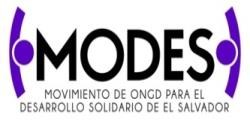 MODES
MOVIMIENTO DE ONGD PARA EL
DESARROLLO SOLIDARIO DE EL SALVADOR